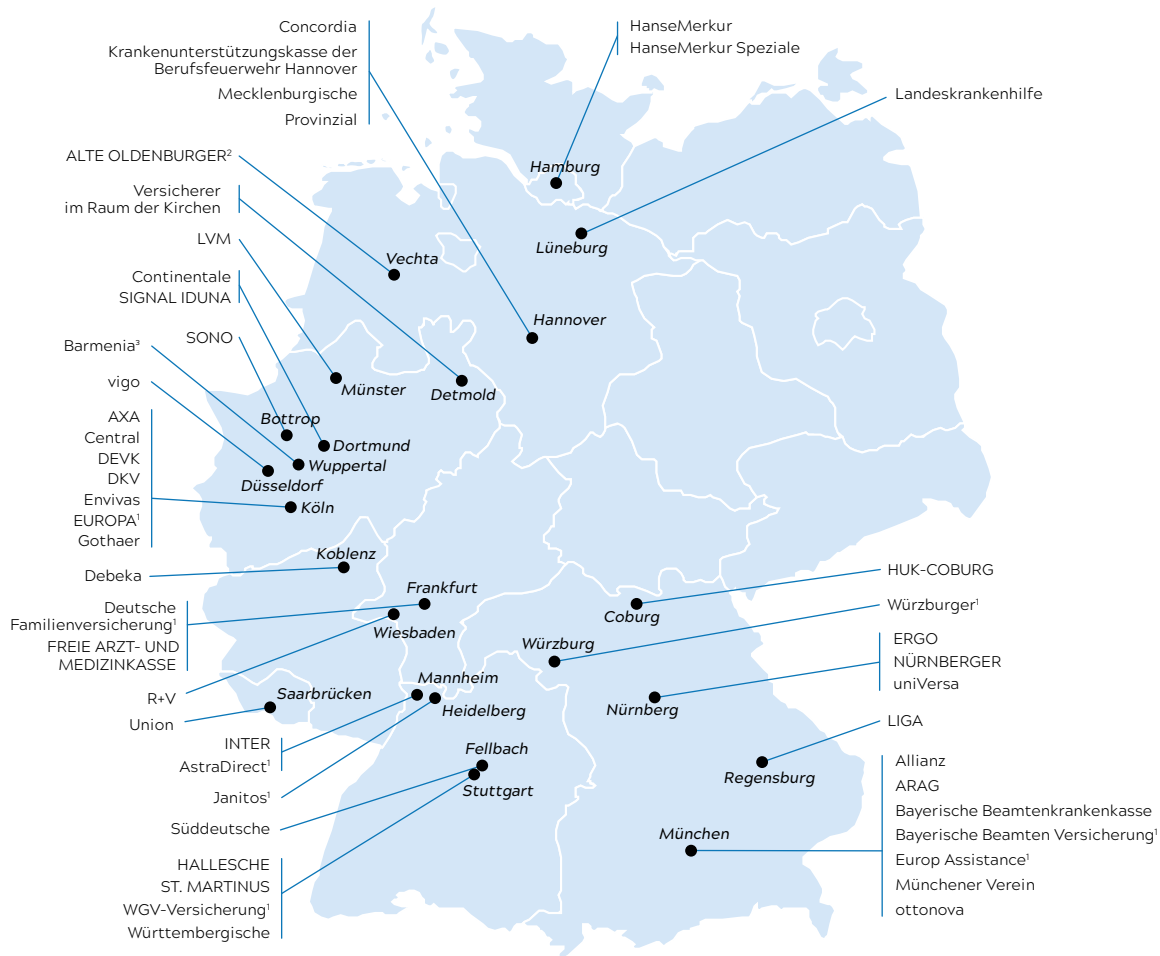 Concordia
Krankenunterstützungskasse der
Berufsfeuerwehr Hannover
Mecklenburgische
Provinzial
HanseMerkur
HanseMerkur Speziale
Landeskrankenhilfe
ALTE OLDENBURGER²
Versicherer
im Raum der Kirchen
LVM
Continentale
SIGNAL IDUNA
SONO
Barmenia³
vigo
AXA
Central
DEVK
DKV
Envivas
EUROPA¹
Gothaer
Debeka
Deutsche
Familienversicherung¹
FREIE ARZT- UND
MEDIZINKASSE
R+V
Union
INTER
AstraDirect¹
Janitos¹
Süddeutsche
HALLESCHE
ST. MARTINUS
WGV-Versicherung¹
Württembergische
Hamburg
Lüneburg
Vechta
Hannover
Münster
Detmold
Bottrop
Dortmund
Wuppertal
Düsseldorf
Köln
Koblenz
Frankfurt
Wiesbaden
Coburg
Würzburg
Mannheim
Saarbrücken
Heidelberg
Nürnberg
Fellbach
Stuttgart
Regensburg
München
HUK-COBURG
Würzburger¹
ERGO
NÜRNBERGER
uniVersa
LIGA
Allianz
ARAG
Bayerische Beamtenkrankenkasse
Bayerische Beamten Versicherung¹
Europ Assistance¹
Münchener Verein
ottonova